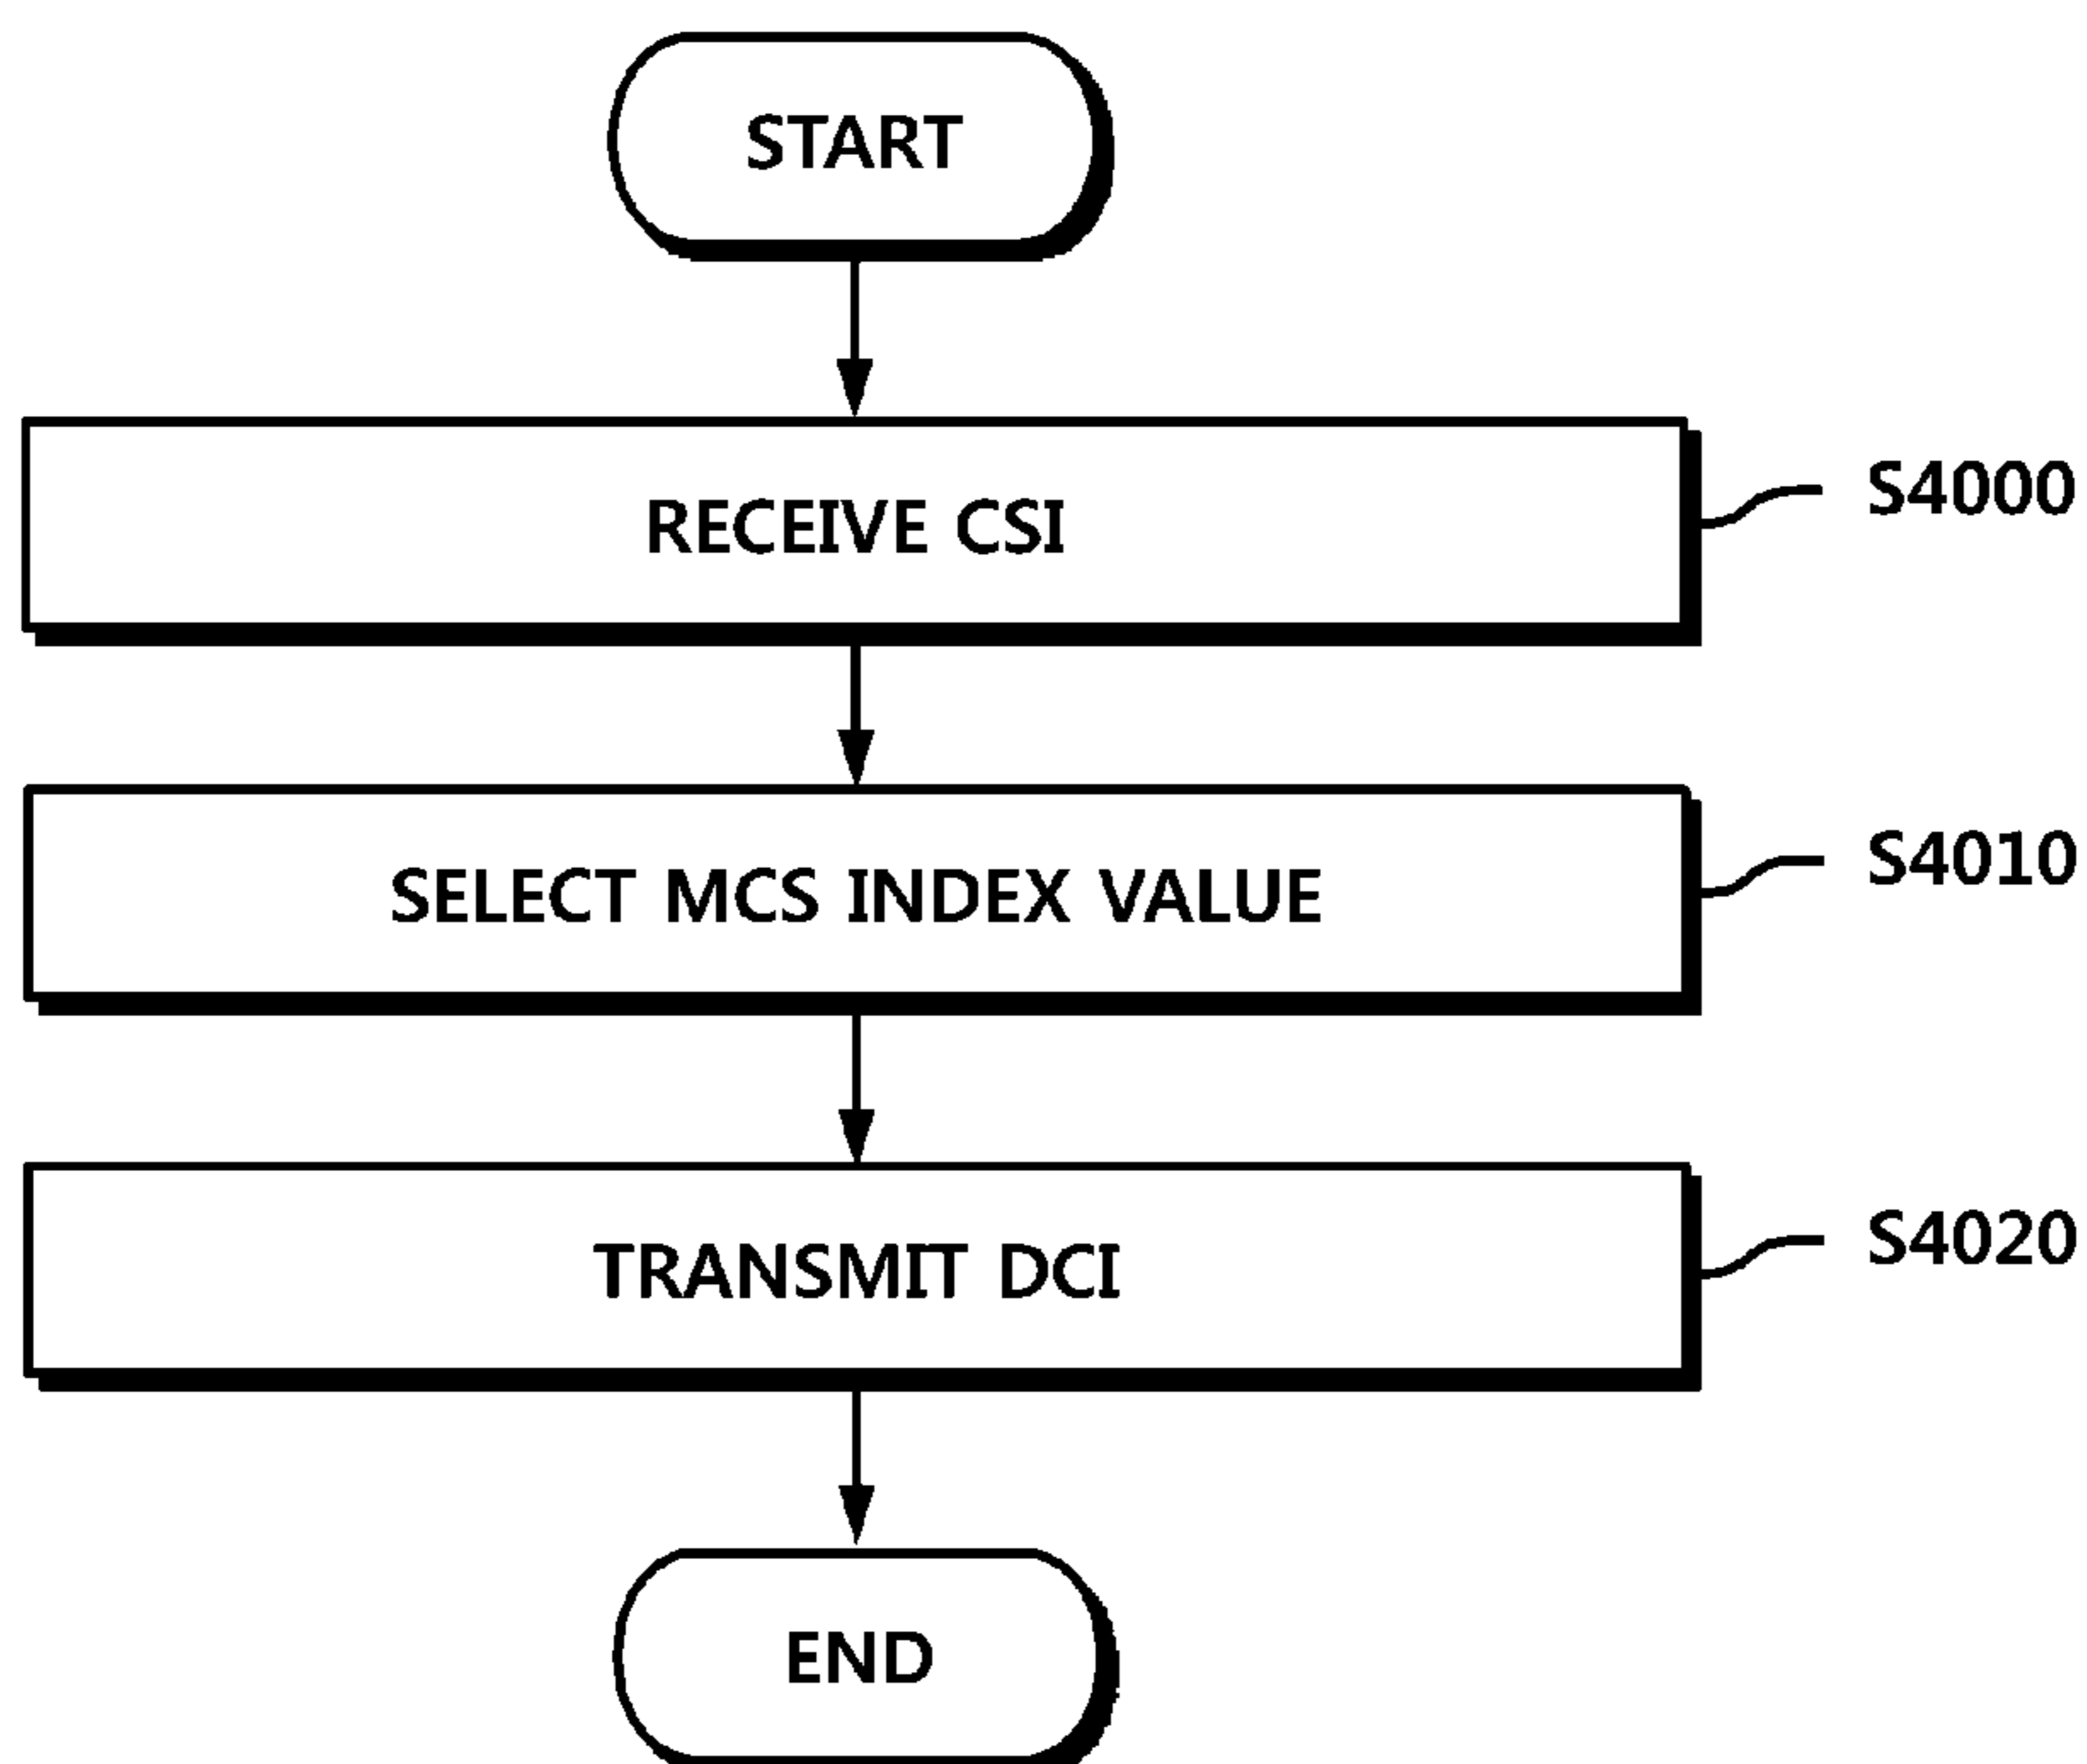 START
RECEIVE CSI
S4000
SELECT MCS INDEX VALUE
S4010
TRANSMIT DCI
S4020
END